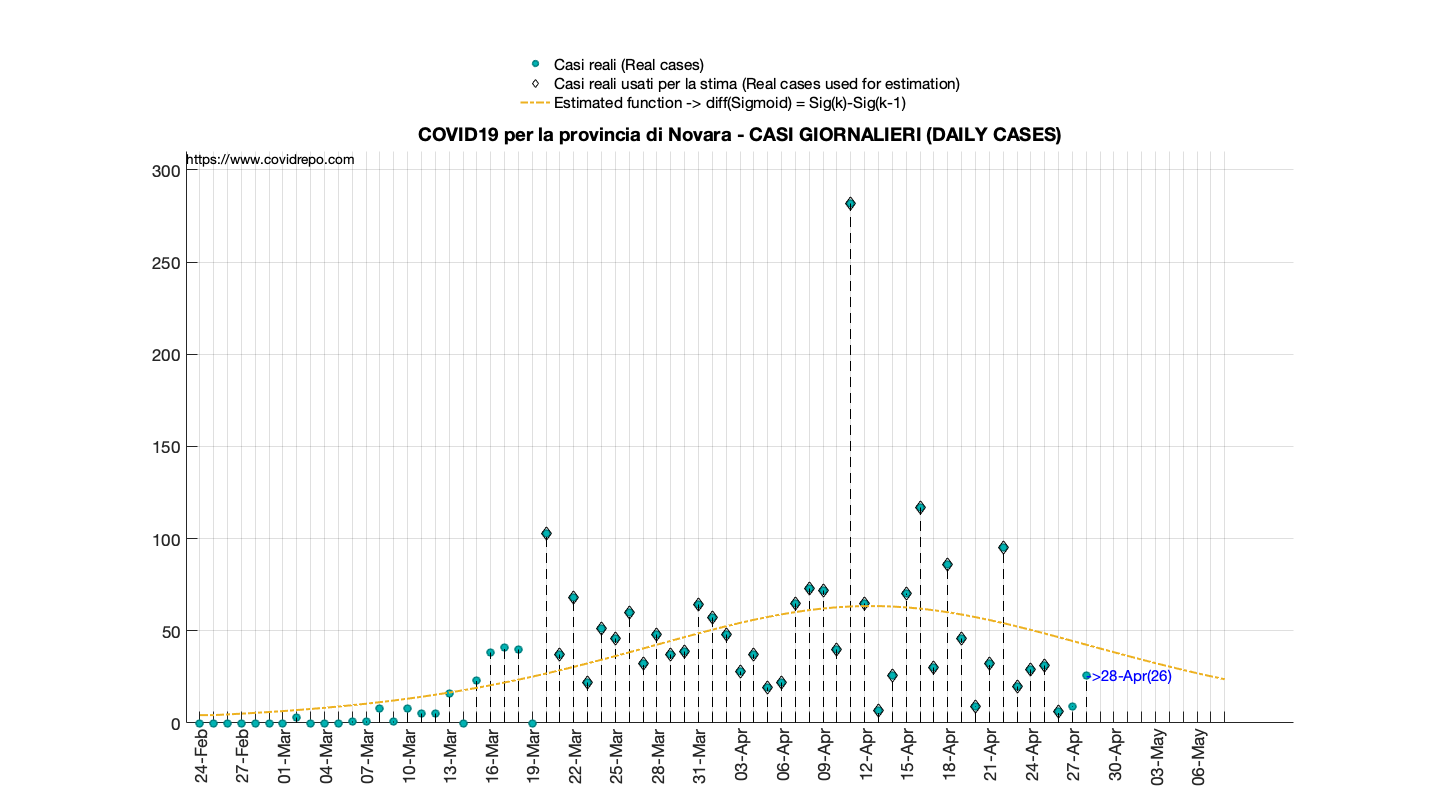 Casi reali (Real cases)
Casi reali usati per la stima (Real cases used for estimation)
Estimated function -> diff(Sigmoid) = Sig(k)-Sig(k-1)
COVID19 per la provincia di Novara - CASI GIORNALIERI (DAILY CASES)
https://www.covidrepo.com
300
250
200
150
100
50
0
->28-Apr(26)
24-Feb
27-Feb
01-Mar
04-Mar
07-Mar
10-Mar
13-Mar
16-Mar
19-Mar
22-Mar
25-Mar
28-Mar
31-Mar
03-Apr
06-Apr
09-Apr
12-Apr
15-Apr
18-Apr
21-Apr
24-Apr
27-Apr
30-Apr
03-May
06-May